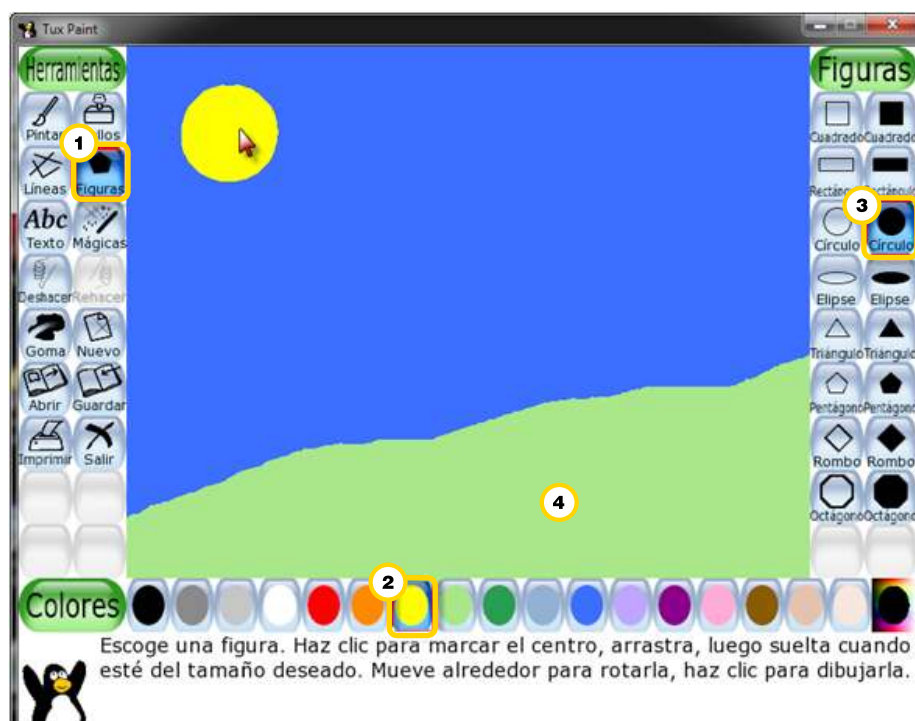 Tux Paint
Herramientas
Figuras
Pintar
1
Líneas
Figuras
Abc
Texto
Mágicas
Deshacer
Rehacer
Goma
Nuevo
Abrir
Guardar
Imprimir
Salir
Cuadrado
Cuadrado
3
Círculo
Círculo
Elipse
Elipse
Triángulo
Triángulo
Pentágono
Pentágono
Rombo
Rombo
Octágono
Octágono
4
2
Colores
Escoge una figura. Haz clic para marcar el centro, arrastra, luego suelta cuando
esté del tamaño deseado. Mueve alrededor para rotarla, haz clic para dibujarla.